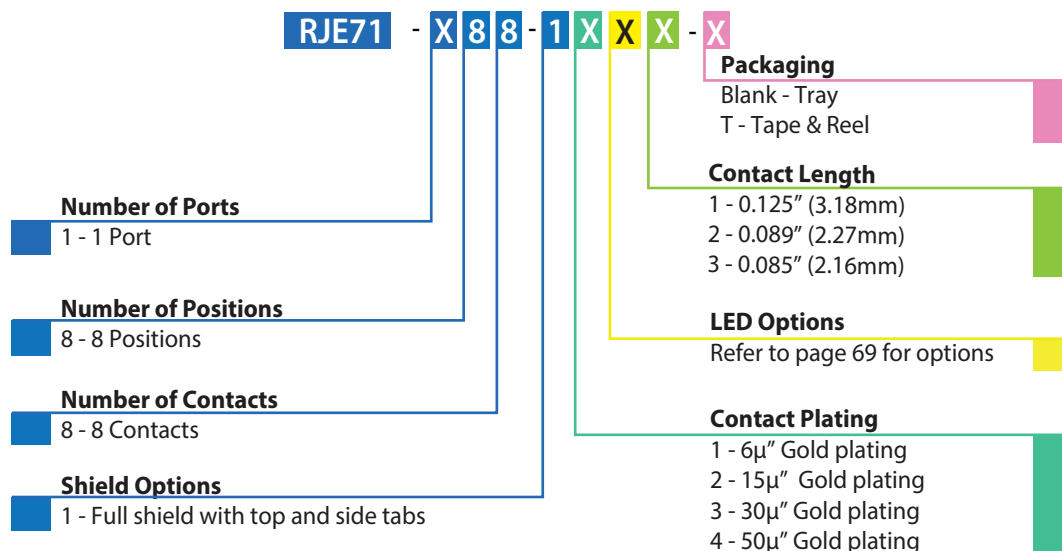 RJE71 - X 8 8 - 1 X X X - X
Packaging
Blank - Tray
T - Tape & Reel
Contact Length
1 - 0.125” (3.18mm)
2 - 0.089” (2.27mm)
3 - 0.085” (2.16mm)
Number of Ports
1 - 1 Port
Number of Positions
8 - 8 Positions
LED Options
Refer to page 69 for options
Number of Contacts
8 - 8 Contacts
Contact Plating
1 - 6µ” Gold plating
2 - 15µ” Gold plating
3 - 30µ” Gold plating
4 - 50µ” Gold plating
Shield Options
1 - Full shield with top and side tabs